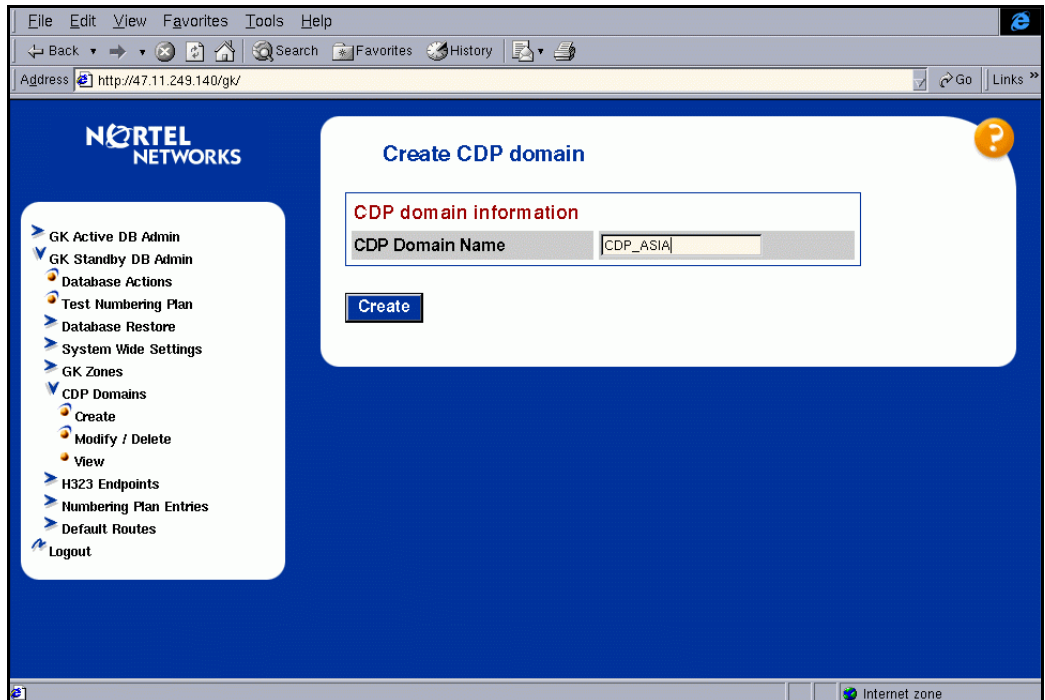 File Edit View Favorites Tools Help
Back Search Favorites History
Address http://47.11.249.140/gk/ Go Links »
NORTEL
NETWORKS
Create CDP domain
?
CDP domain information
CDP Domain Name CDP_ASIA
Create
GK Active DB Admin
GK Standby DB Admin
Database Actions
Test Numbering Plan
Database Restore
System Wide Settings
GK Zones
CDP Domains
Create
Modify / Delete
View
H323 Endpoints
Numbering Plan Entries
Default Routes
Logout
Internet zone